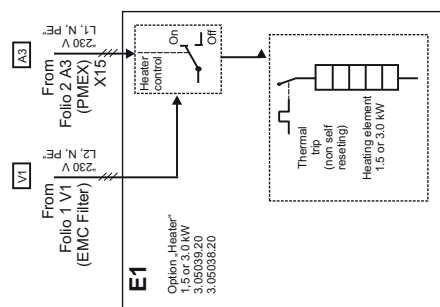 A3
From
Folio 2 A3
(PMEX)
X15
"230 V
L1, N, PE"
V1
From
Folio 1 V1
(EMC Filter)
"230 V
L2, N, PE"
On
Off
Heater
control
Thermal
trip
(non self
reseting)
Heating element
1.5 or 3.0 kW
E1
Option „Heater“
1,5 or 3.0 kW
3.05039.20
3.05038.20